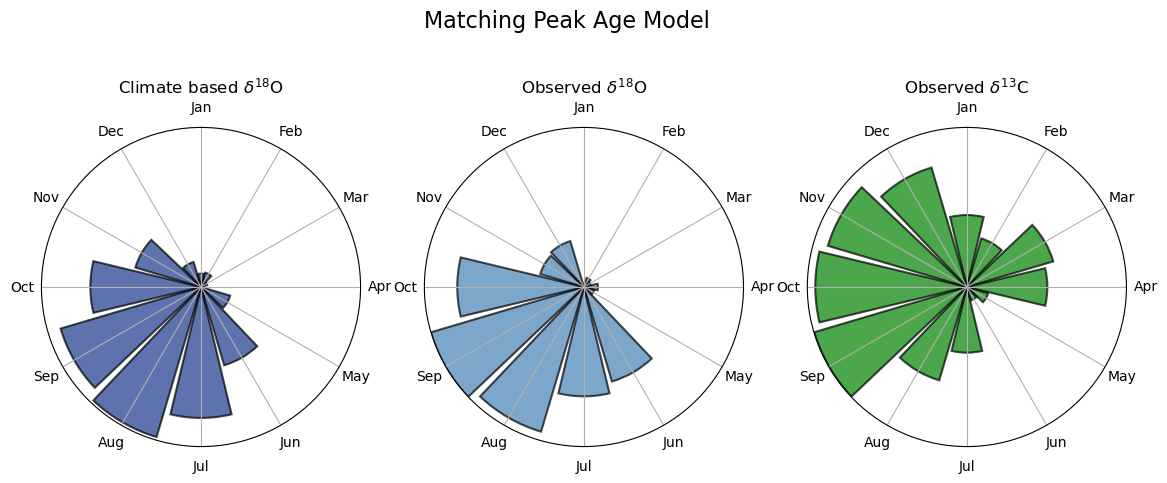 Matching Peak Age Model
Climate based δ¹⁸O
Jan
Feb
Mar
Apr
May
Jun
Jul
Aug
Sep
Oct
Nov
Dec
Observed δ¹⁸O
Jan
Feb
Mar
Apr
May
Jun
Jul
Aug
Sep
Oct
Nov
Dec
Observed δ¹³C
Jan
Feb
Mar
Apr
May
Jun
Jul
Aug
Sep
Oct
Nov
Dec